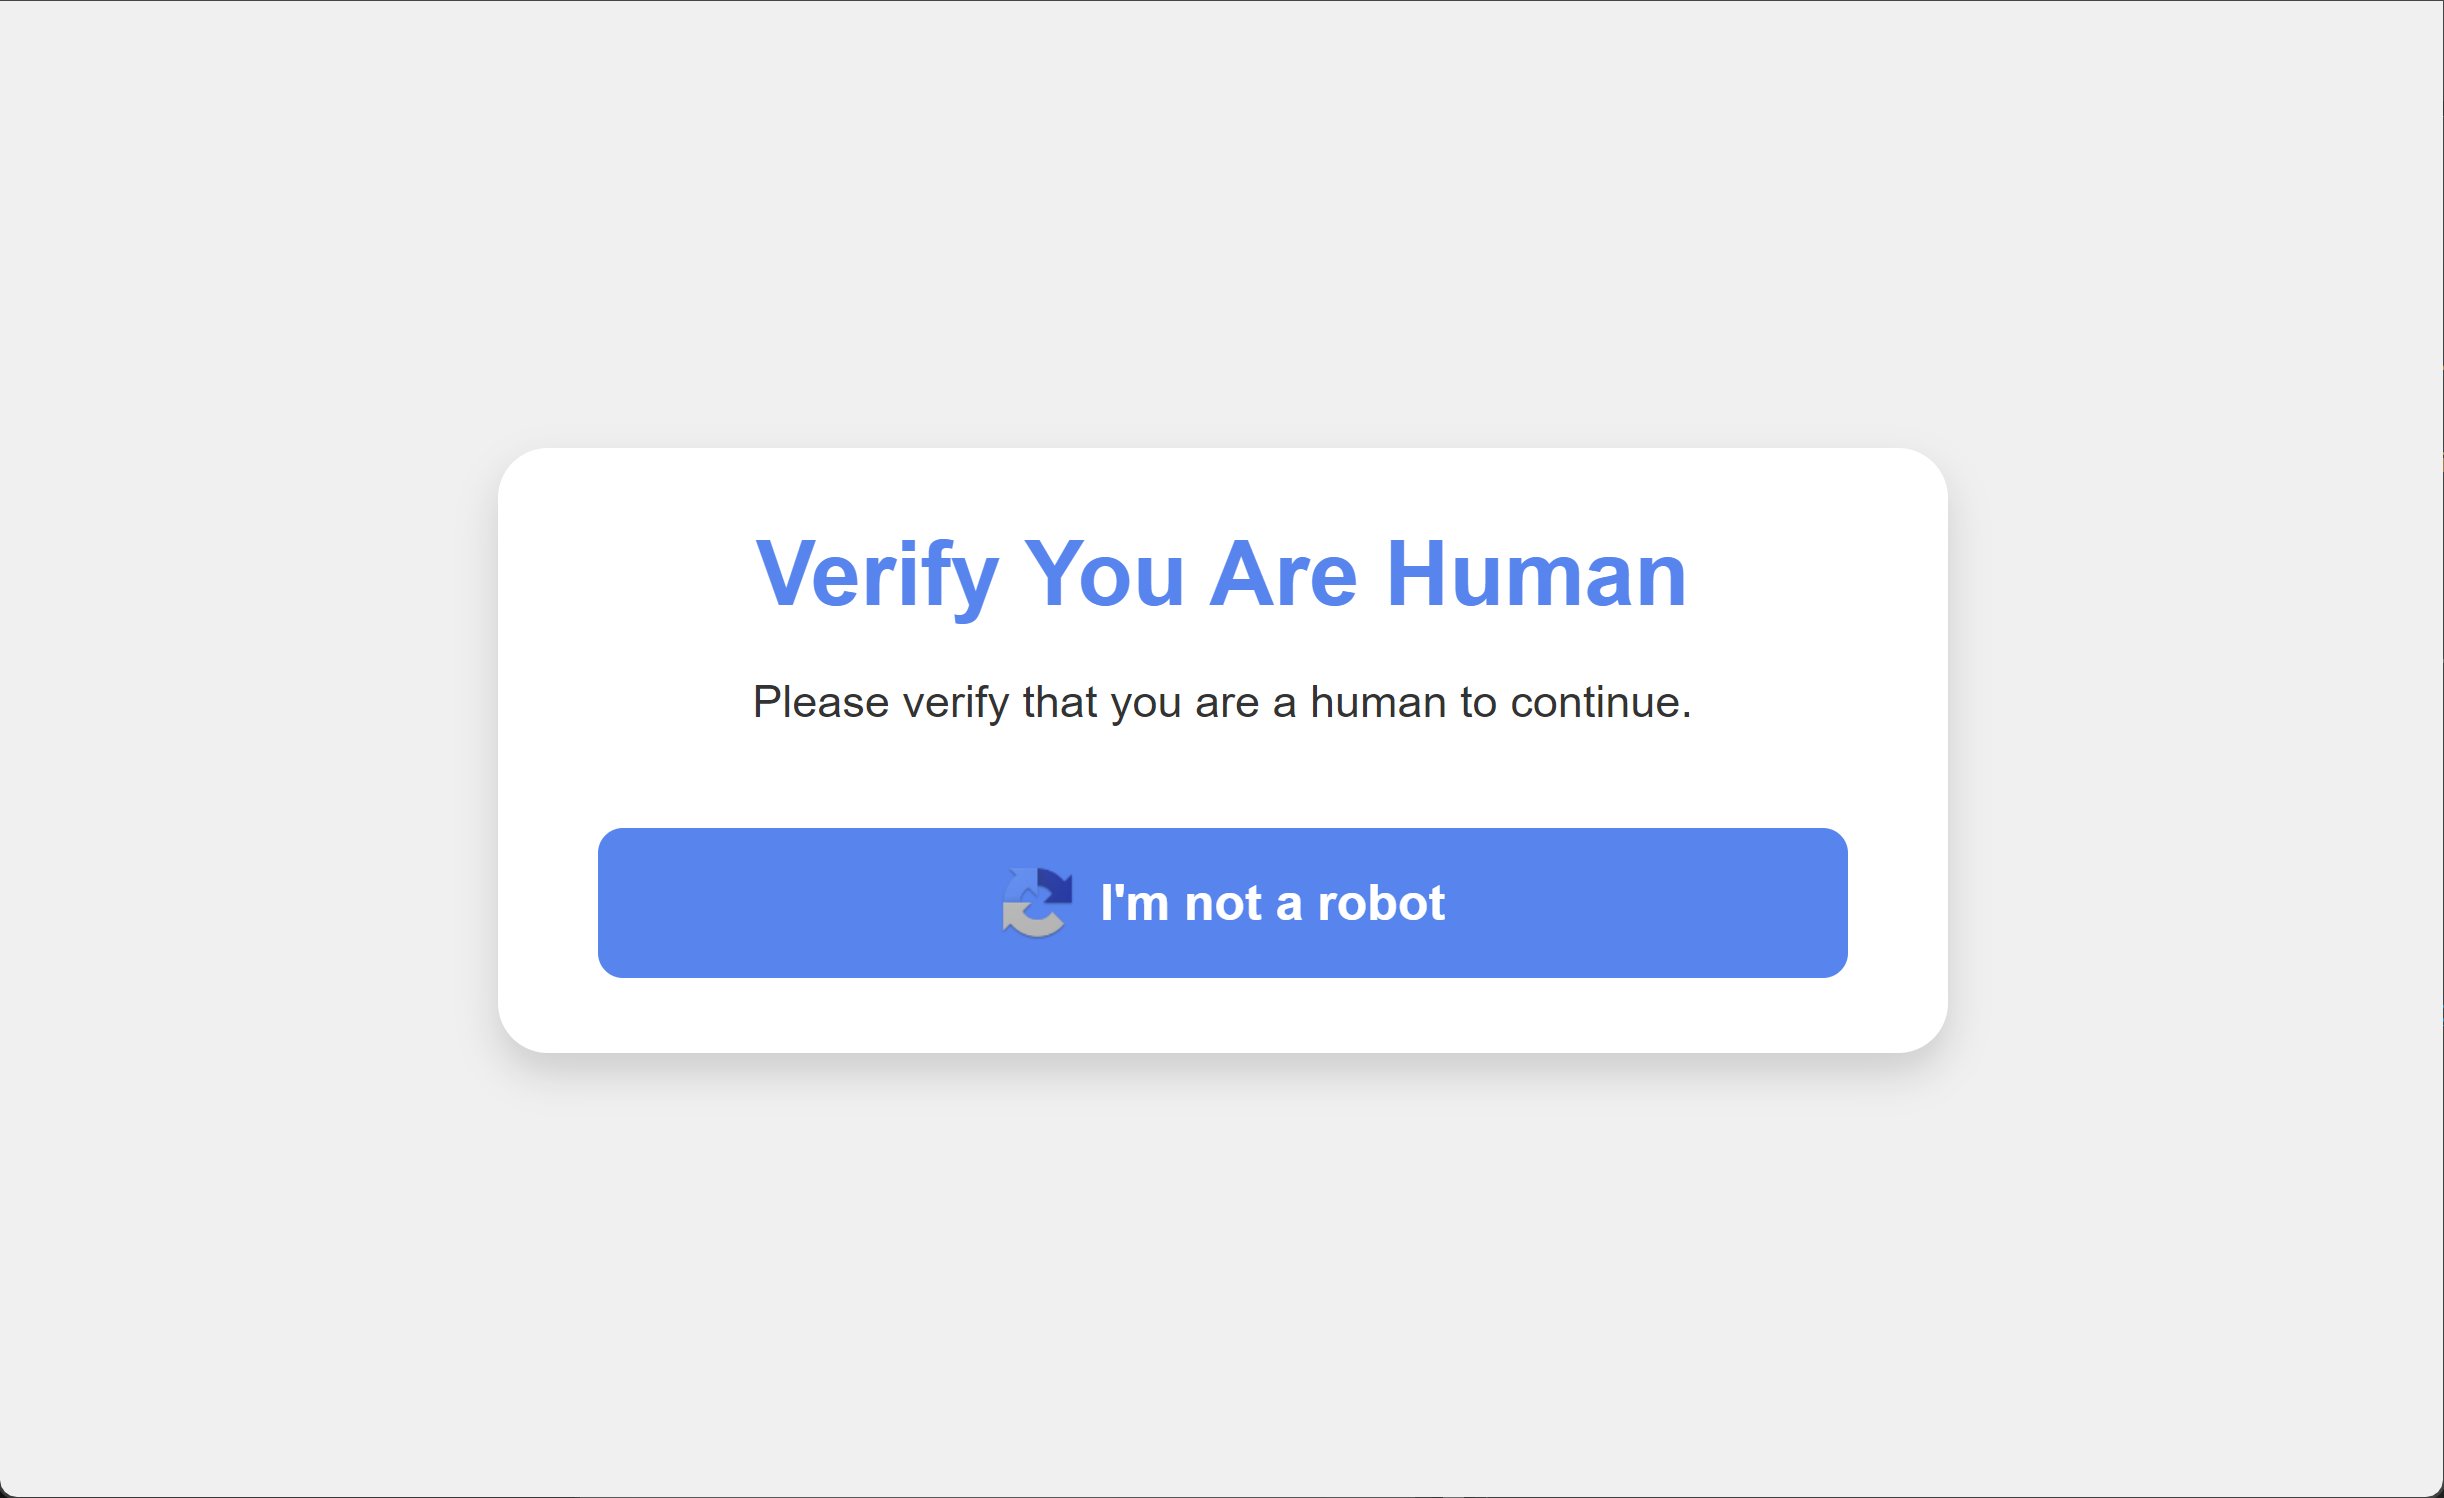 Verify You Are Human
Please verify that you are a human to continue.
I'm not a robot